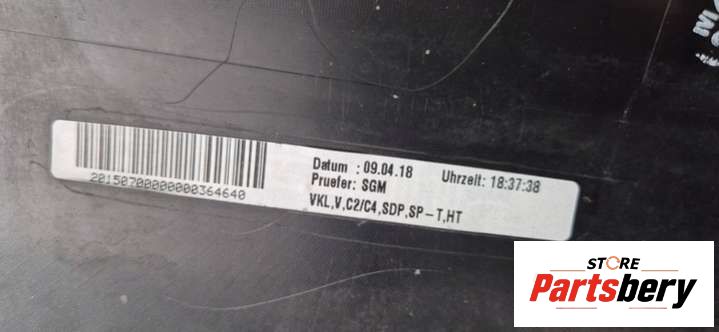 2015070000000364640
Datum : 09.04.18 Uhrzeit: 18:37:38
Pruefer: SGM
VKL,V,C2/C4,SDP,SP-T,HT
STORE
Partsbery